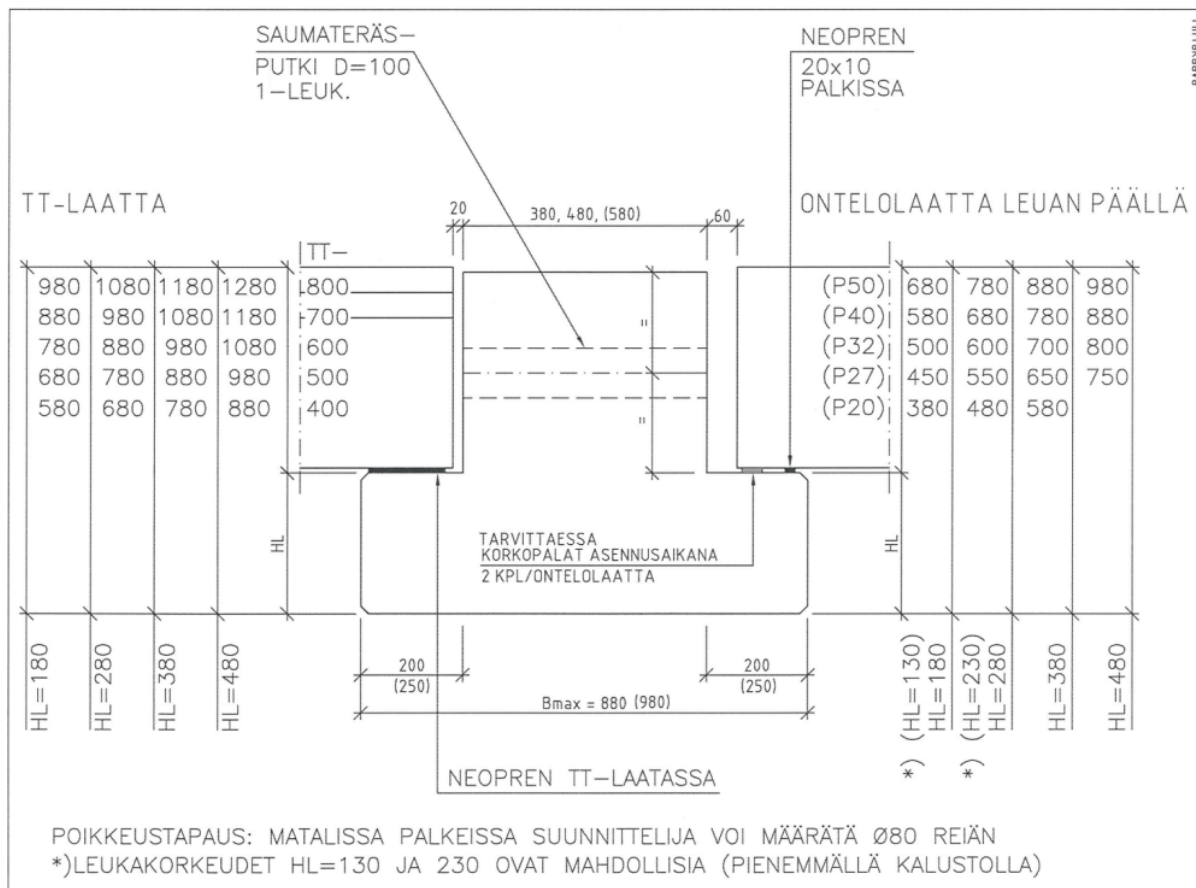 SAUMATERÄS-
PUTKI D=100
1-LEUK.
NEOPREN
20x10
PALKISSA
TT-LAATTA
20
380, 480, (580)
60
ONTELOLAATTA LEUAN PÄÄLLÄ
TT-
980 1080 1180 1280 800
880 980 1080 1180 700
780 880 980 1080 600
680 780 880 980 500
580 680 780 880 400
=
=
(P50) 680 780 880 980
(P40) 580 680 780 880
(P32) 500 600 700 800
(P27) 450 550 650 750
(P20) 380 480 580
HL
TARVITTAESSA
KORKOPALAT ASENNUSAIKANA
2 KPL/ONTELOLAATTA
HL
HL=180
HL=280
HL=380
HL=480
200
(250)
200
(250)
Bmax = 880 (980)
*) (HL=130)
HL=180
*) (HL=230)
HL=280
HL=380
HL=480
NEOPREN TT-LAATASSA
POIKKEUSTAPAUS: MATALISSA PALKEISSA SUUNNITTELIJA VOI MÄÄRÄTÄ Ø80 REIÄN
*)LEUKAKORKEUDET HL=130 JA 230 OVAT MAHDOLLISIA (PIENEMMÄLLÄ KALUSTOLLA)